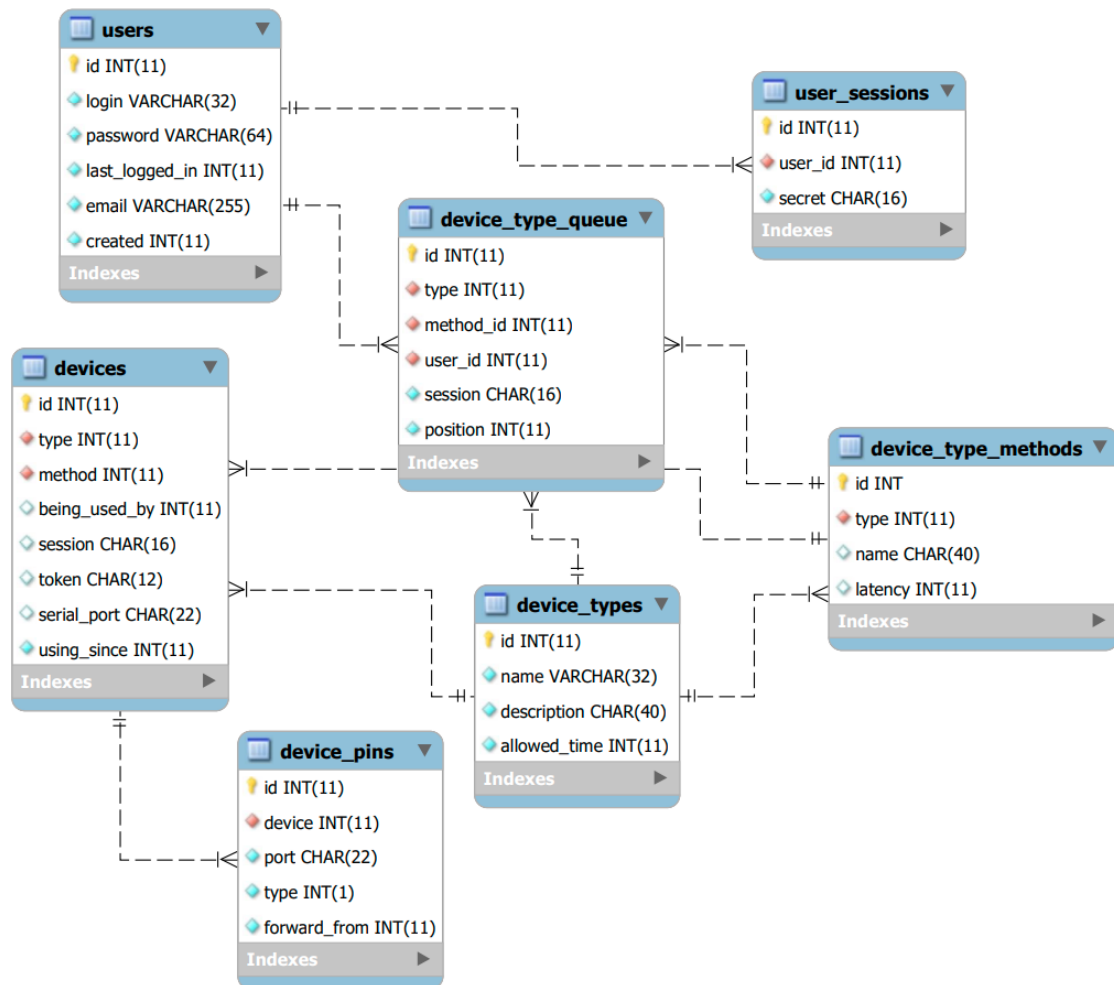 users
id INT(11)
login VARCHAR(32)
password VARCHAR(64)
last_logged_in INT(11)
email VARCHAR(255)
created INT(11)
Indexes
user_sessions
id INT(11)
user_id INT(11)
secret CHAR(16)
Indexes
device_type_queue
id INT(11)
type INT(11)
method_id INT(11)
user_id INT(11)
session CHAR(16)
position INT(11)
Indexes
devices
id INT(11)
type INT(11)
method INT(11)
being_used_by INT(11)
session CHAR(16)
token CHAR(12)
serial_port CHAR(22)
using_since INT(11)
Indexes
device_type_methods
id INT
type INT(11)
name CHAR(40)
latency INT(11)
Indexes
device_types
id INT(11)
name VARCHAR(32)
description CHAR(40)
allowed_time INT(11)
Indexes
device_pins
id INT(11)
device INT(11)
port CHAR(22)
type INT(1)
forward_from INT(11)
Indexes